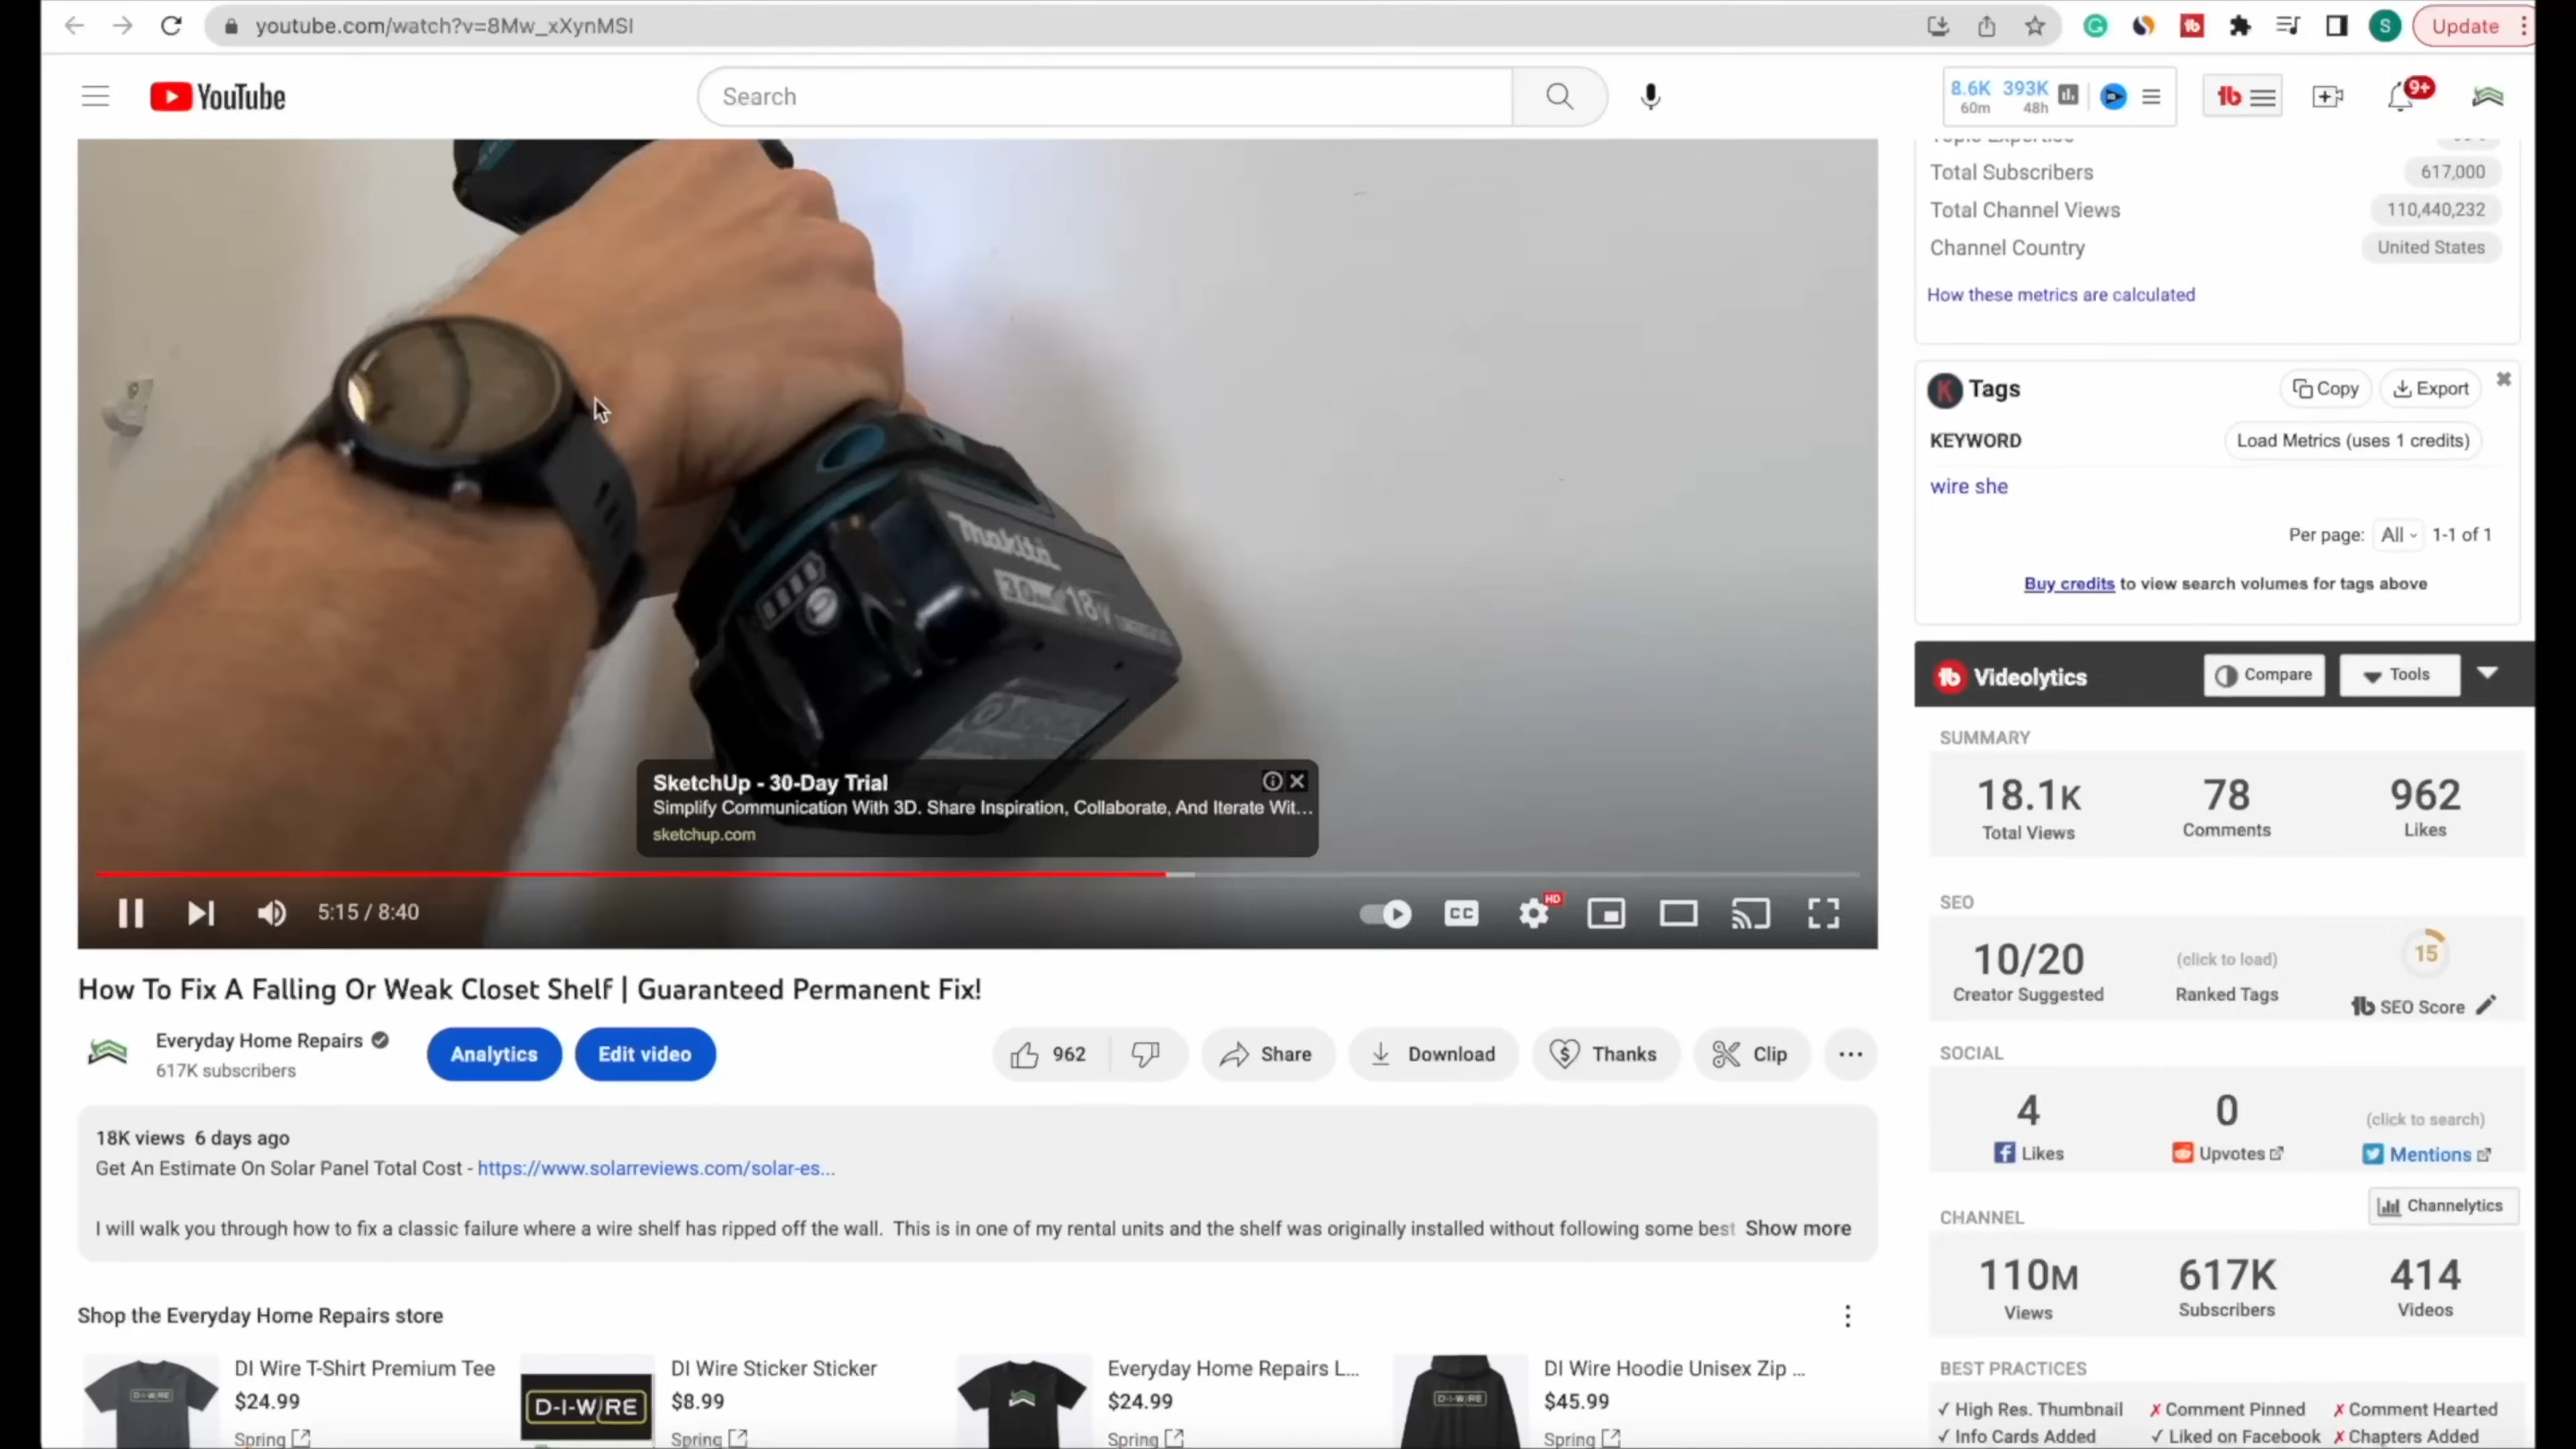 youtube.com/watch?v=8Mw_xXynMSI
Update
YouTube
Search
8.6K 393K
60m 48h
9+
S
Total Subscribers 617,000
Total Channel Views 110,440,232
Channel Country United States
How these metrics are calculated
K Tags Copy Export
KEYWORD Load Metrics (uses 1 credits)
wire she
Per page: All 1-1 of 1
Buy credits to view search volumes for tags above
makita
3.0 18V
SketchUp - 30-Day Trial
Simplify Communication With 3D. Share Inspiration, Collaborate, And Iterate Wit...
sketchup.com
5:15 / 8:40
CC HD
How To Fix A Falling Or Weak Closet Shelf | Guaranteed Permanent Fix!
Everyday Home Repairs
617K subscribers
Analytics Edit video 962 Share Download Thanks Clip
18K views 6 days ago
Get An Estimate On Solar Panel Total Cost - https://www.solarreviews.com/solar-es...
I will walk you through how to fix a classic failure where a wire shelf has ripped off the wall. This is in one of my rental units and the shelf was originally installed without following some best Show more
Shop the Everyday Home Repairs store
D-I-WIRE
DI Wire T-Shirt Premium Tee
$24.99
Spring
D-I-WIRE
DI Wire Sticker Sticker
$8.99
Spring
Everyday Home Repairs L...
$24.99
Spring
D-I-WIRE
DI Wire Hoodie Unisex Zip ...
$45.99
Spring
tb Videolytics Compare Tools
SUMMARY
18.1K 78 962
Total Views Comments Likes
SEO
10/20 (click to load) 15
Creator Suggested Ranked Tags tb SEO Score
SOCIAL
4 0 (click to search)
Likes Upvotes Mentions
CHANNEL Channelytics
110M 617K 414
Views Subscribers Videos
BEST PRACTICES
✓ High Res. Thumbnail ✗ Comment Pinned ✗ Comment Hearted
✓ Info Cards Added ✓ Liked on Facebook ✗ Chapters Added